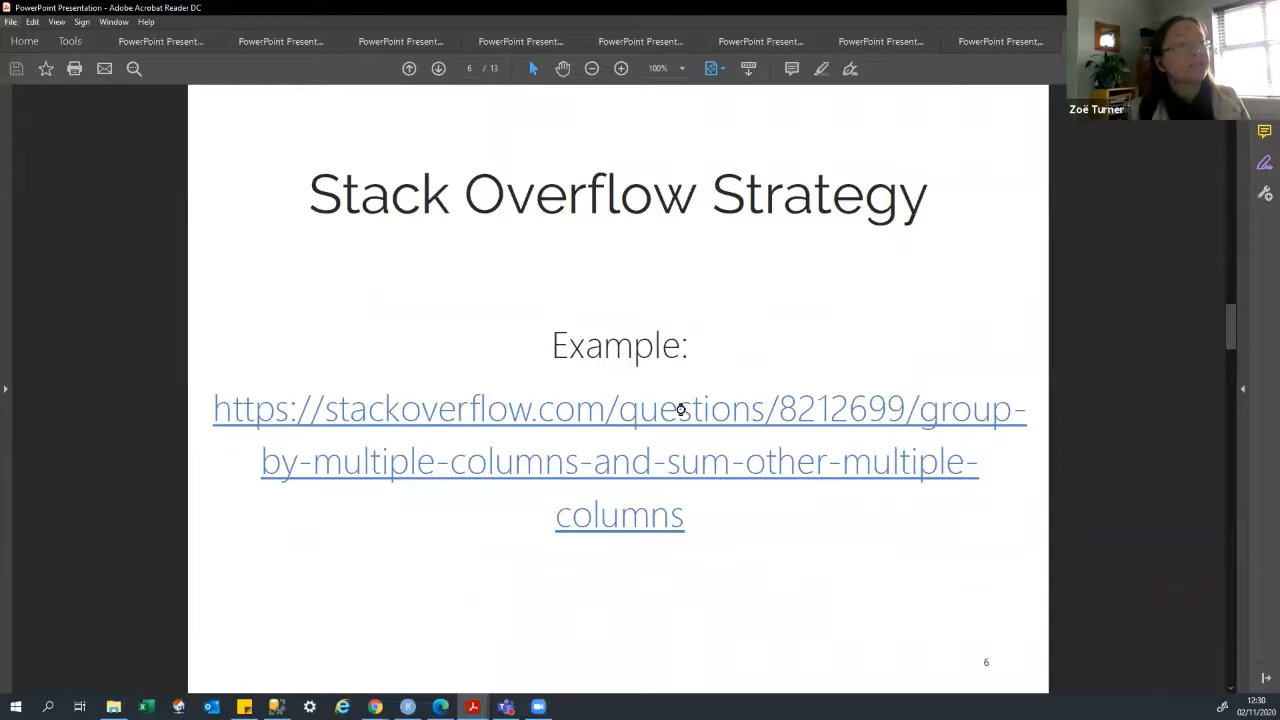 PowerPoint Presentation - Adobe Acrobat Reader DC
File Edit View Sign Window Help
Home Tools PowerPoint Present... PowerPoint Present... PowerPoint Present... PowerPoint Present... PowerPoint Present... PowerPoint Present... PowerPoint Present... PowerPoint Present...
6 / 13 100%
Zoë Turner
Stack Overflow Strategy
Example:
https://stackoverflow.com/questions/8212699/group-
by-multiple-columns-and-sum-other-multiple-
columns
6
12:30
02/11/2020